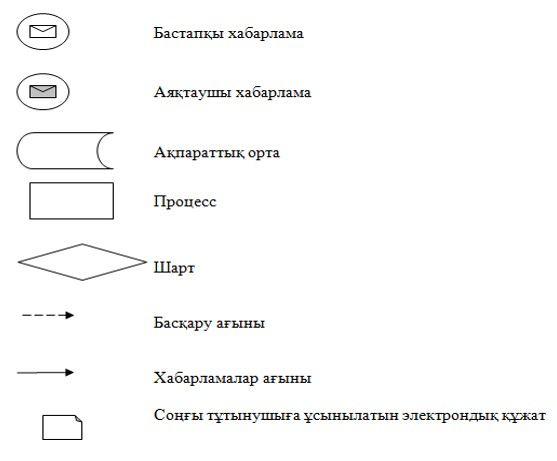 Бастапқы хабарлама
Аяқтаушы хабарлама
Ақпараттық орта
Процесс
Шарт
Басқару ағыны
Хабарламалар ағыны
Соңғы тұтынушыға ұсынылатын электрондық құжат